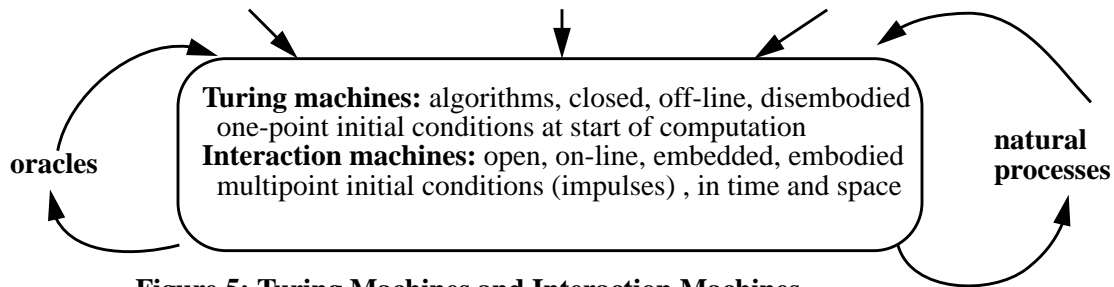 Turing machines: algorithms, closed, off-line, disembodied
one-point initial conditions at start of computation
Interaction machines: open, on-line, embedded, embodied
multipoint initial conditions (impulses) , in time and space
oracles
natural
processes
Figure 5: Turing Machines and Interaction Machines